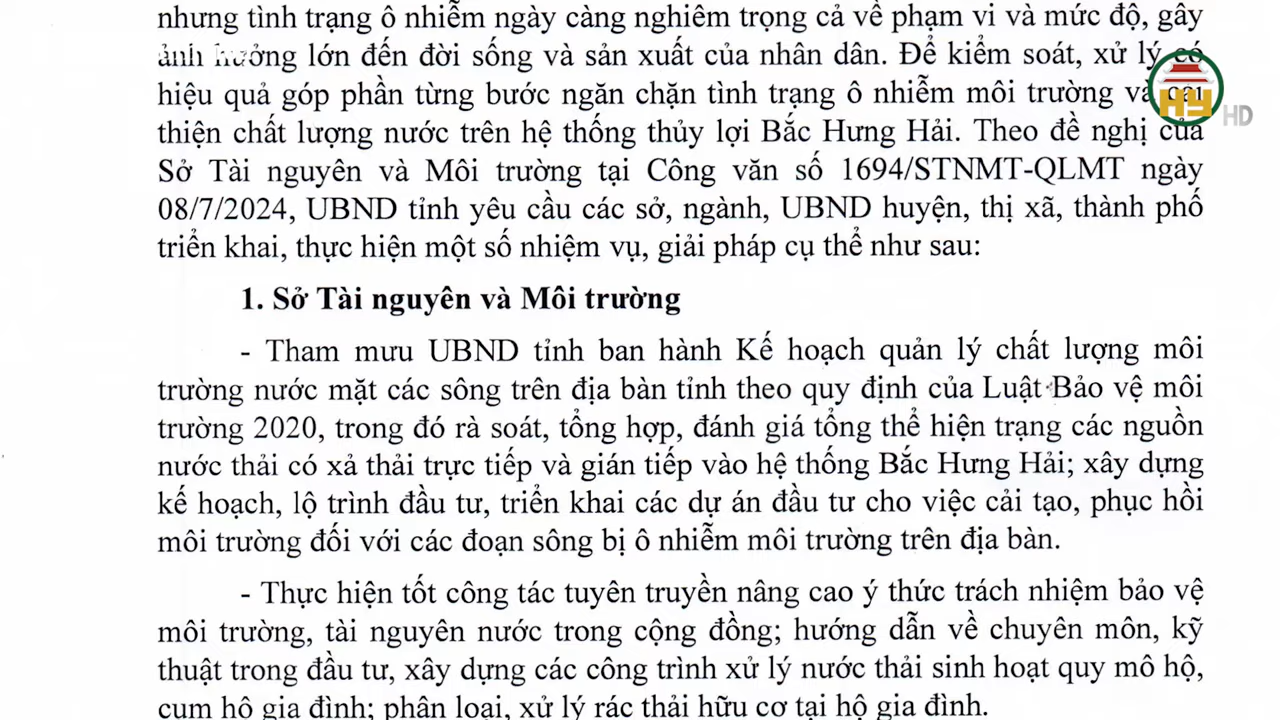 nhưng tình trạng ô nhiễm ngày càng nghiêm trọng cả về phạm vi và mức độ, gây
ảnh hưởng lớn đến đời sống và sản xuất của nhân dân. Để kiểm soát, xử lý có
hiệu quả góp phần từng bước ngăn chặn tình trạng ô nhiễm môi trường và cải
thiện chất lượng nước trên hệ thống thủy lợi Bắc Hưng Hải. Theo đề nghị của
Sở Tài nguyên và Môi trường tại Công văn số 1694/STNMT-QLMT ngày
08/7/2024, UBND tỉnh yêu cầu các sở, ngành, UBND huyện, thị xã, thành phố
triển khai, thực hiện một số nhiệm vụ, giải pháp cụ thể như sau:
1. Sở Tài nguyên và Môi trường
- Tham mưu UBND tỉnh ban hành Kế hoạch quản lý chất lượng môi
trường nước mặt các sông trên địa bàn tỉnh theo quy định của Luật Bảo vệ môi
trường 2020, trong đó rà soát, tổng hợp, đánh giá tổng thể hiện trạng các nguồn
nước thải có xả thải trực tiếp và gián tiếp vào hệ thống Bắc Hưng Hải; xây dựng
kế hoạch, lộ trình đầu tư, triển khai các dự án đầu tư cho việc cải tạo, phục hồi
môi trường đối với các đoạn sông bị ô nhiễm môi trường trên địa bàn.
- Thực hiện tốt công tác tuyên truyền nâng cao ý thức trách nhiệm bảo vệ
môi trường, tài nguyên nước trong cộng đồng; hướng dẫn về chuyên môn, kỹ
thuật trong đầu tư, xây dựng các công trình xử lý nước thải sinh hoạt quy mô hộ,
cụm hộ gia đình; phân loại, xử lý rác thải hữu cơ tại hộ gia đình.
HY HD